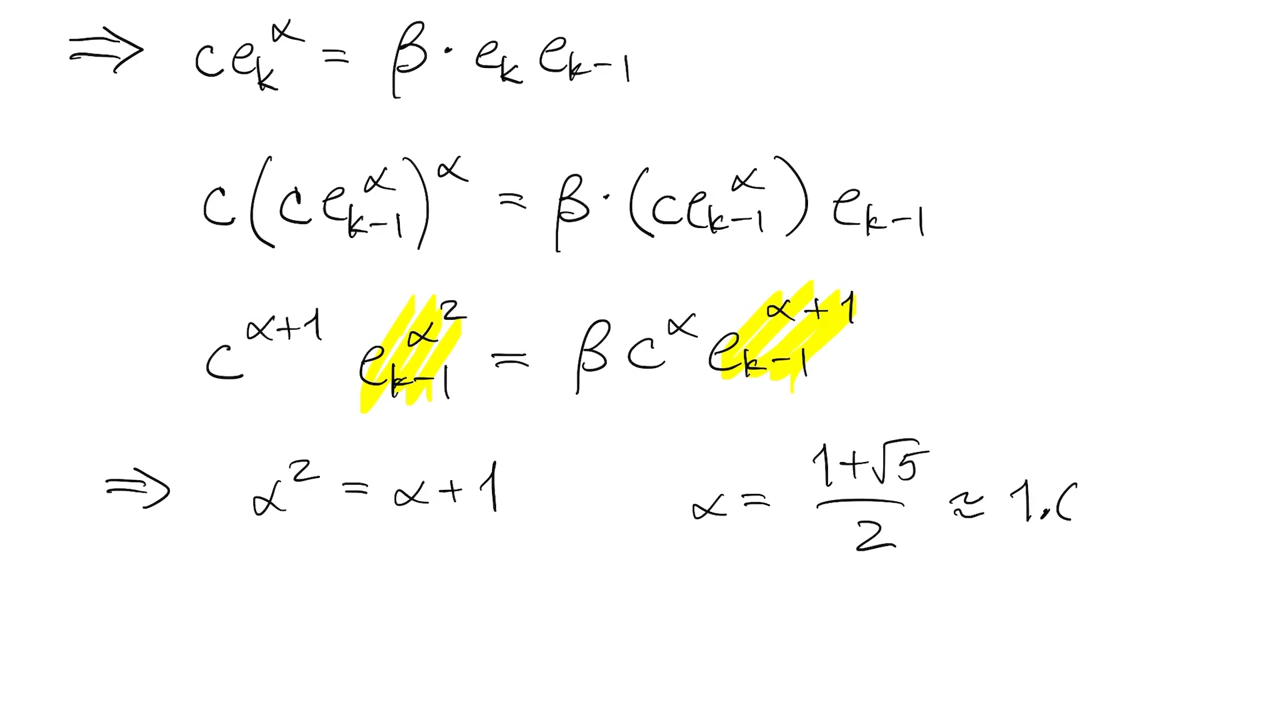 ⇒ ce_k^α = β · e_k e_{k-1}
c(ce_{k-1}^α)^α = β · (ce_{k-1}^α) e_{k-1}
c^{α+1} e_{k-1}^{α^2} = β c^α e_{k-1}^{α+1}
⇒ α^2 = α + 1 α = (1+√5)/2 ≈ 1.